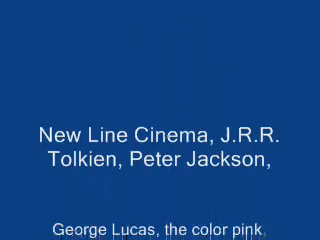 New Line Cinema, J.R.R.
Tolkien, Peter Jackson,
George Lucas, the color pink,